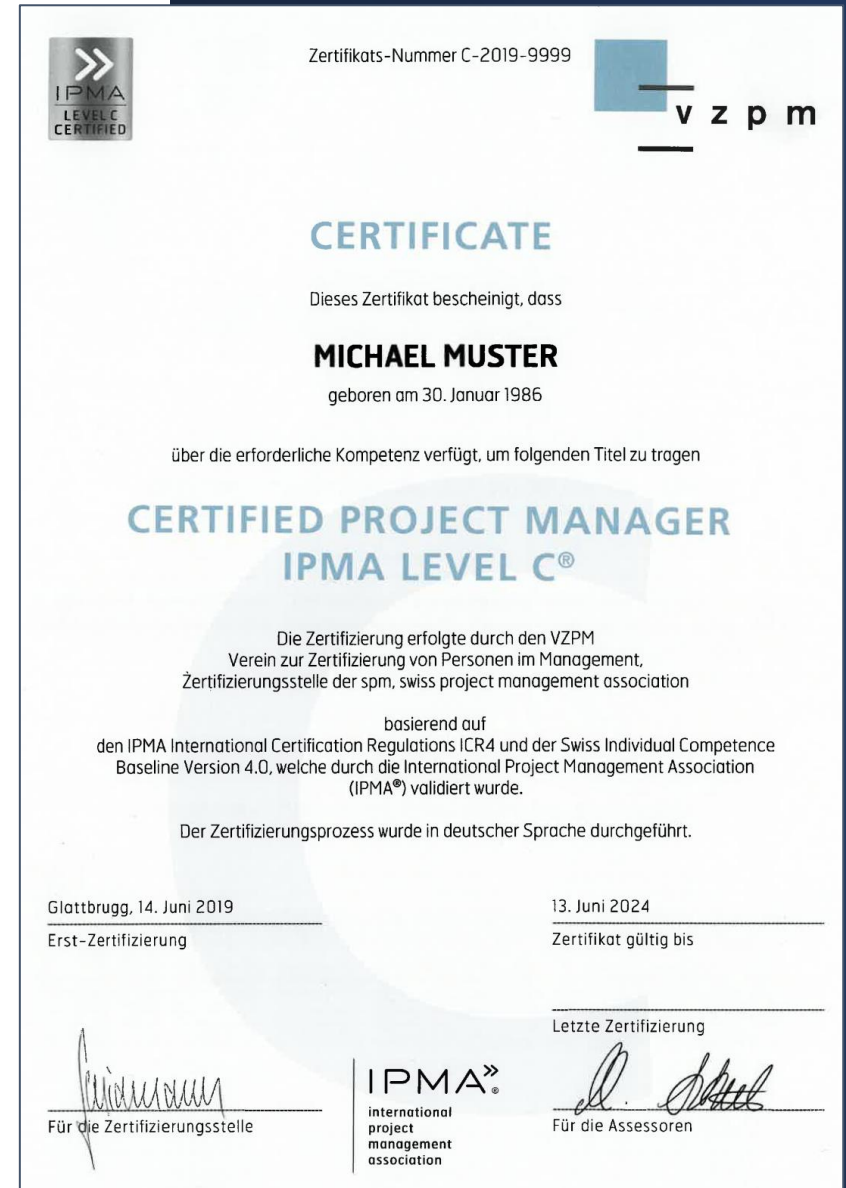 IPMA
LEVEL C
CERTIFIED
Zertifikats-Nummer C-2019-9999
vzpm
CERTIFICATE
Dieses Zertifikat bescheinigt, dass
MICHAEL MUSTER
geboren am 30. Januar 1986
über die erforderliche Kompetenz verfügt, um folgenden Titel zu tragen
CERTIFIED PROJECT MANAGER
IPMA LEVEL C®
Die Zertifizierung erfolgte durch den VZPM
Verein zur Zertifizierung von Personen im Management,
Zertifizierungsstelle der spm, swiss project management association
basierend auf
den IPMA International Certification Regulations ICR4 und der Swiss Individual Competence
Baseline Version 4.0, welche durch die International Project Management Association
(IPMA®) validiert wurde.
Der Zertifizierungsprozess wurde in deutscher Sprache durchgeführt.
Glattbrugg, 14. Juni 2019
Erst-Zertifizierung
13. Juni 2024
Zertifikat gültig bis
Letzte Zertifizierung
Für die Zertifizierungsstelle
IPMA®
international
project
management
association
Für die Assessoren